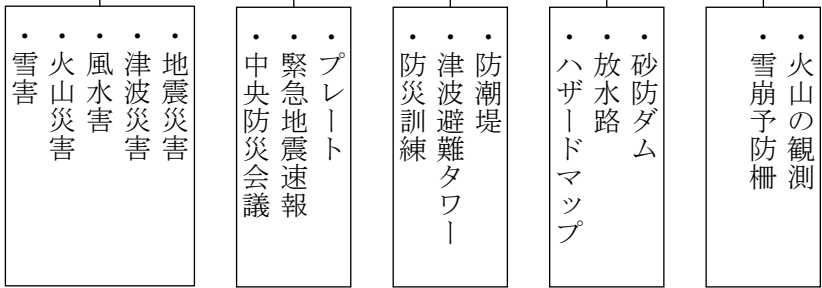 ・火山の観測
・雪崩予防柵
・砂防ダム
・放水路
・ハザードマップ
・防潮堤
・津波避難タワー
・防災訓練
・プレート
・緊急地震速報
・中央防災会議
・地震災害
・津波災害
・風水害
・火山災害
・雪害